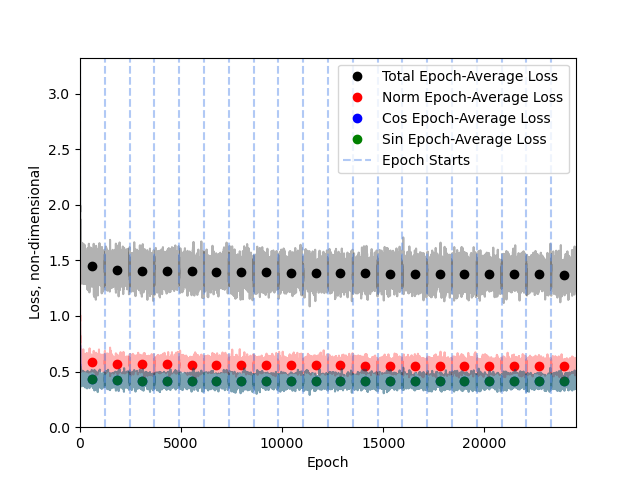 Total Epoch-Average Loss
Norm Epoch-Average Loss
Cos Epoch-Average Loss
Sin Epoch-Average Loss
Epoch Starts
Loss, non-dimensional
3.0
2.5
2.0
1.5
1.0
0.5
0.0
0 5000 10000 15000 20000
Epoch